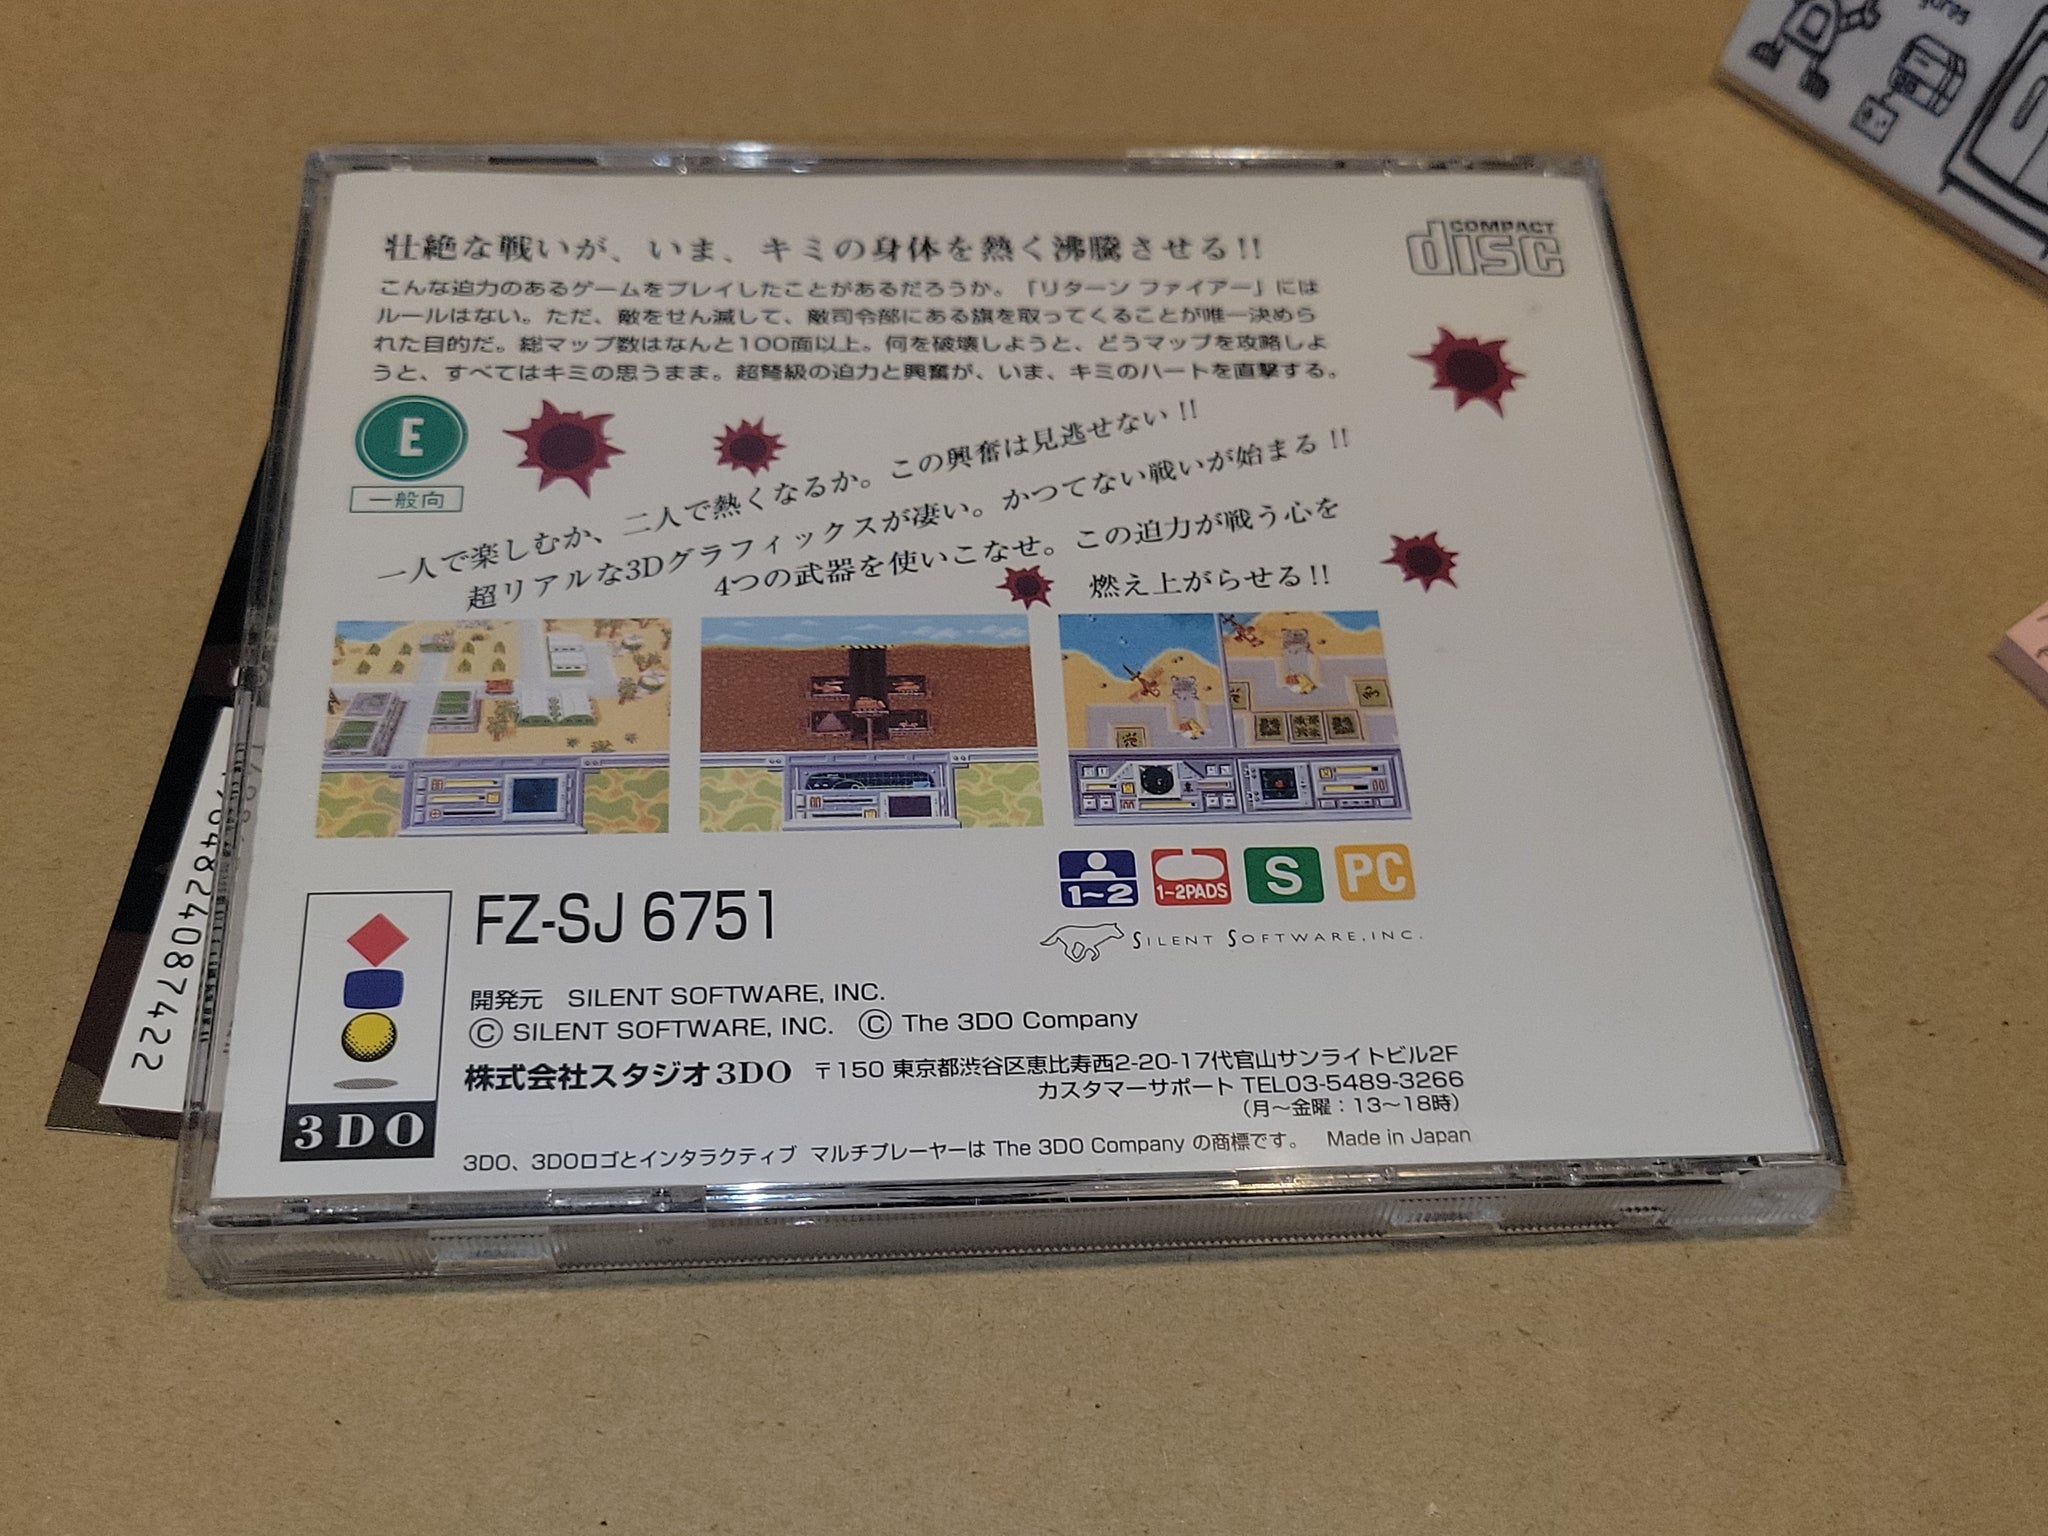 COMPACT
disc
壮絶な戦いが、いま、キミの身体を熱く沸騰させる!!
こんな迫力のあるゲームをプレイしたことがあるだろうか。「リターン ファイアー」には
ルールはない。ただ、敵をせん滅して、敵司令部にある旗を取ってくることが唯一決めら
れた目的だ。総マップ数はなんと100面以上。何を破壊しようと、どうマップを攻略しよ
うと、すべてはキミの思うまま。超弩級の迫力と興奮が、いま、キミのハートを直撃する。
E
一般向
一人で楽しむか、二人で熱くなるか。この興奮は見逃せない!!
超リアルな3Dグラフィックスが凄い。かつてない戦いが始まる!!
4つの武器を使いこなせ。この迫力が戦う心を
燃え上がらせる!!
1~2
1~2PADS
S
PC
SILENT SOFTWARE, INC.
FZ-SJ 6751
開発元 SILENT SOFTWARE, INC.
Ⓒ SILENT SOFTWARE, INC. Ⓒ The 3DO Company
株式会社スタジオ3DO 〒150 東京都渋谷区恵比寿西2-20-17代官山サンライトビル2F
カスタマーサポート TEL03-5489-3266
(月〜金曜：13〜18時)
3DO
3DO、3DOロゴとインタラクティブ マルチプレーヤーは The 3DO Company の商標です。 Made in Japan